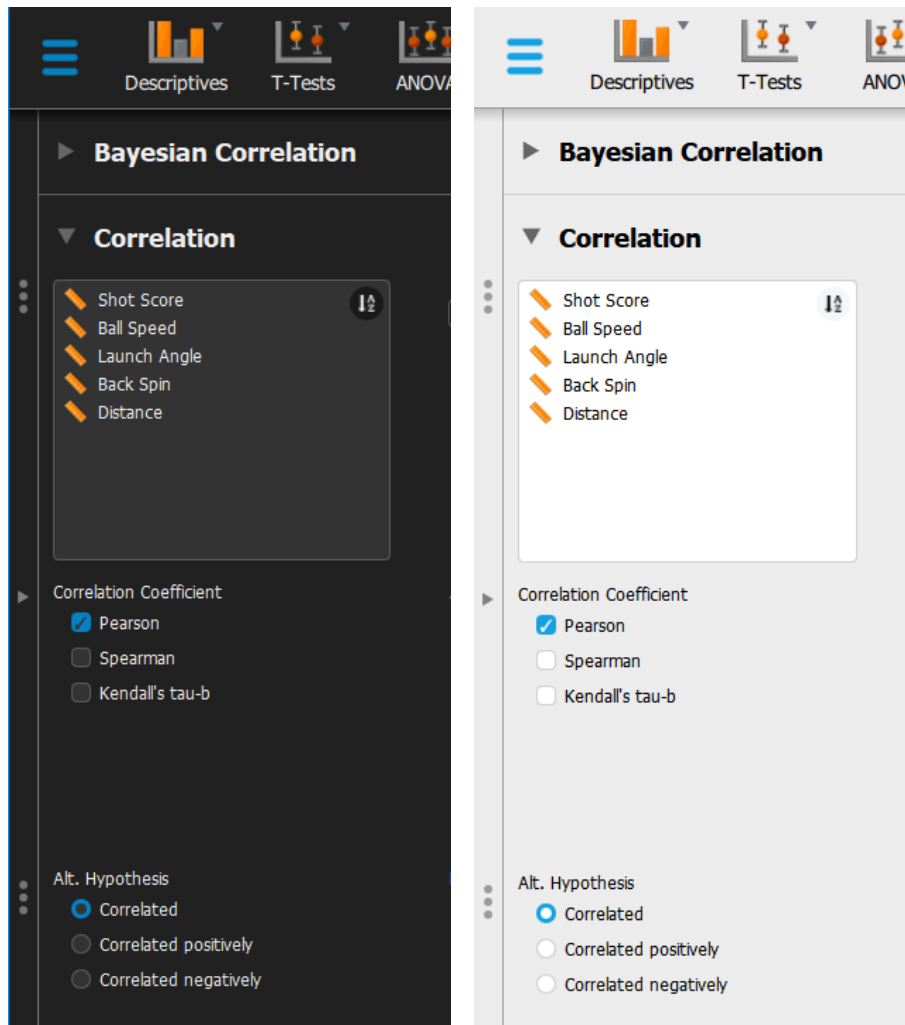 Descriptives
T-Tests
Bayesian Correlation
Correlation
Shot Score
Ball Speed
Launch Angle
Back Spin
Distance
Correlation Coefficient
Pearson
Spearman
Kendall's tau-b
Alt. Hypothesis
Correlated
Correlated positively
Correlated negatively
Descriptives
T-Tests
Bayesian Correlation
Correlation
Shot Score
Ball Speed
Launch Angle
Back Spin
Distance
Correlation Coefficient
Pearson
Spearman
Kendall's tau-b
Alt. Hypothesis
Correlated
Correlated positively
Correlated negatively